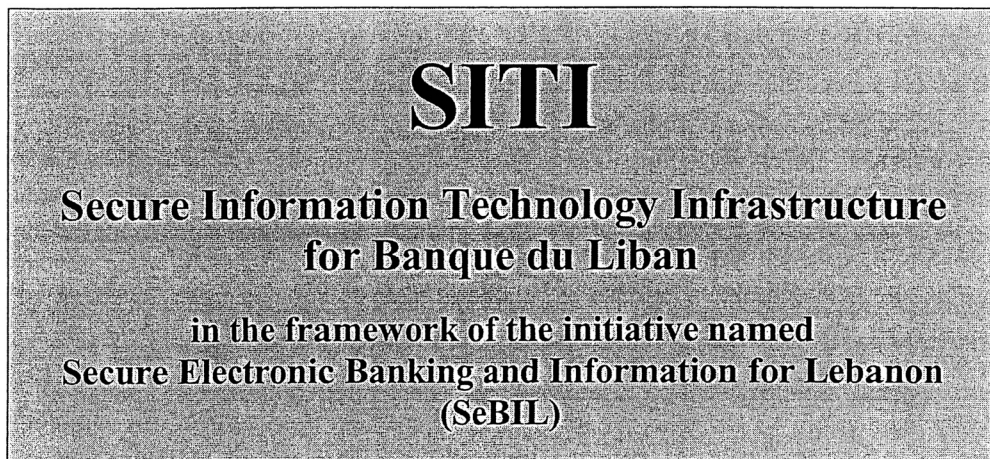 SITI
Secure Information Technology Infrastructure
for Banque du Liban
in the framework of the initiative named
Secure Electronic Banking and Information for Lebanon
(SeBIL)